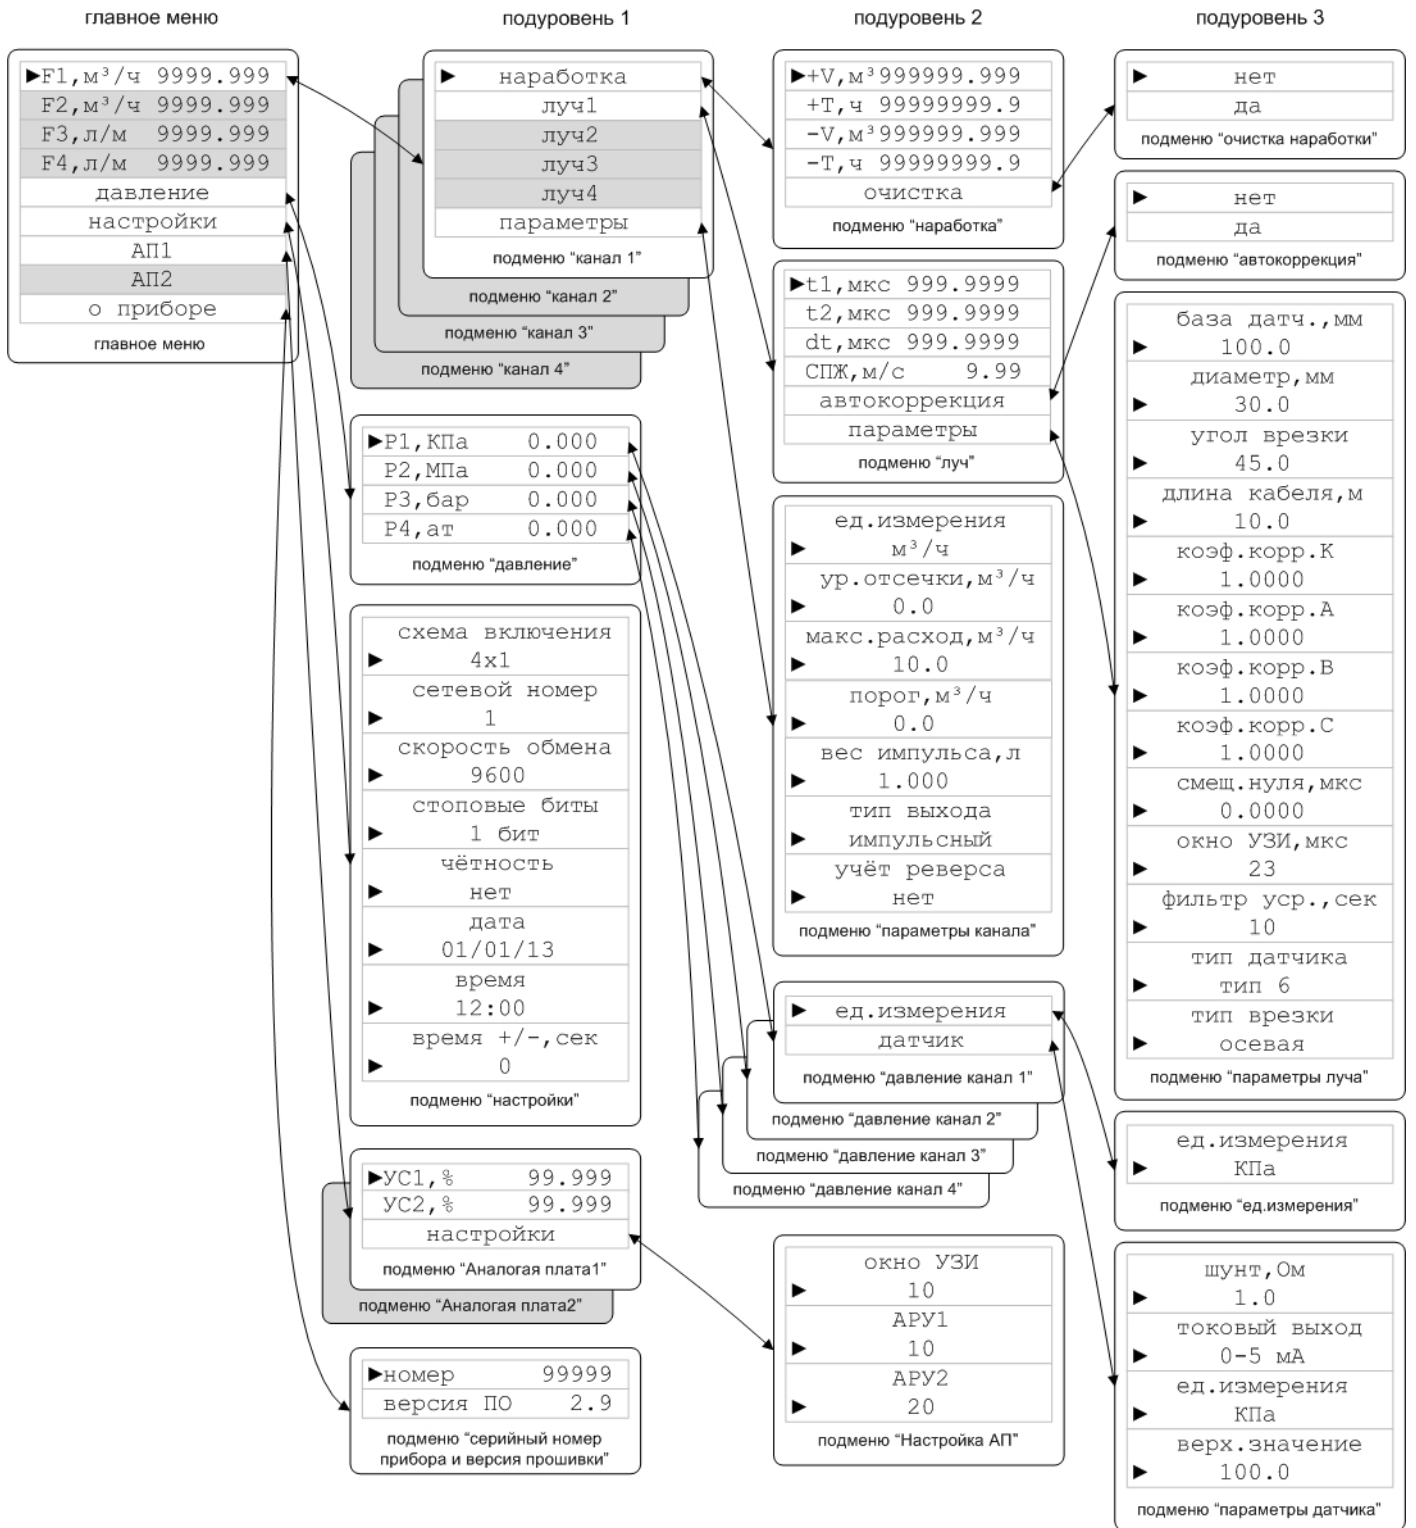 главное меню
подуровень 1
подуровень 2
подуровень 3
►F1,м³/ч 9999.999
F2,м³/ч 9999.999
F3,л/м 9999.999
F4,л/м 9999.999
давление
настройки
АП1
АП2
о приборе
главное меню
► наработка
луч1
луч2
луч3
луч4
параметры
подменю “канал 1”
подменю “канал 2”
подменю “канал 3”
подменю “канал 4”
►P1,КПа 0.000
P2,МПа 0.000
P3,бар 0.000
P4,ат 0.000
подменю “давление”
схема включения
► 4x1
сетевой номер
► 1
скорость обмена
► 9600
стоповые биты
► 1 бит
чётность
► нет
дата
► 01/01/13
время
► 12:00
время +/-,сек
► 0
подменю “настройки”
►УС1,% 99.999
УС2,% 99.999
настройки
подменю “Аналогая плата1”
подменю “Аналогая плата2”
►номер 99999
версия ПО 2.9
подменю “серийный номер
прибора и версия прошивки”
►+V,м³999999.999
+T,ч 99999999.9
-V,м³999999.999
-T,ч 99999999.9
очистка
подменю “наработка”
►t1,мкс 999.9999
t2,мкс 999.9999
dt,мкс 999.9999
СПЖ,м/с 9.99
автокоррекция
параметры
подменю “луч”
ед.измерения
► м³/ч
ур.отсечки,м³/ч
► 0.0
макс.расход,м³/ч
► 10.0
порог,м³/ч
► 0.0
вес импульса,л
► 1.000
тип выхода
► импульсный
учёт реверса
► нет
подменю “параметры канала”
► ед.измерения
датчик
подменю “давление канал 1”
подменю “давление канал 2”
подменю “давление канал 3”
подменю “давление канал 4”
окно УЗИ
► 10
АРУ1
► 10
АРУ2
► 20
подменю “Настройка АП”
► нет
да
подменю “очистка наработки”
► нет
да
подменю “автокоррекция”
база датч.,мм
► 100.0
диаметр,мм
► 30.0
угол врезки
► 45.0
длина кабеля,м
► 10.0
коэф.корр.К
► 1.0000
коэф.корр.А
► 1.0000
коэф.корр.В
► 1.0000
коэф.корр.С
► 1.0000
смещ.нуля,мкс
► 0.0000
окно УЗИ,мкс
► 23
фильтр уср.,сек
► 10
тип датчика
► тип 6
тип врезки
► осевая
подменю “параметры луча”
ед.измерения
► КПа
подменю “ед.измерения”
шунт,Ом
► 1.0
токовый выход
► 0-5 мА
ед.измерения
► КПа
верх.значение
► 100.0
подменю “параметры датчика”